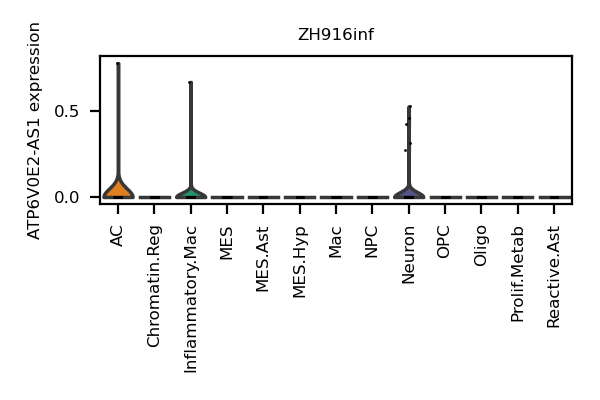 ZH916inf
ATP6V0E2-AS1 expression
0.5
0.0
AC
Chromatin.Reg
Inflammatory.Mac
MES
MES.Ast
MES.Hyp
Mac
NPC
Neuron
OPC
Oligo
Prolif.Metab
Reactive.Ast